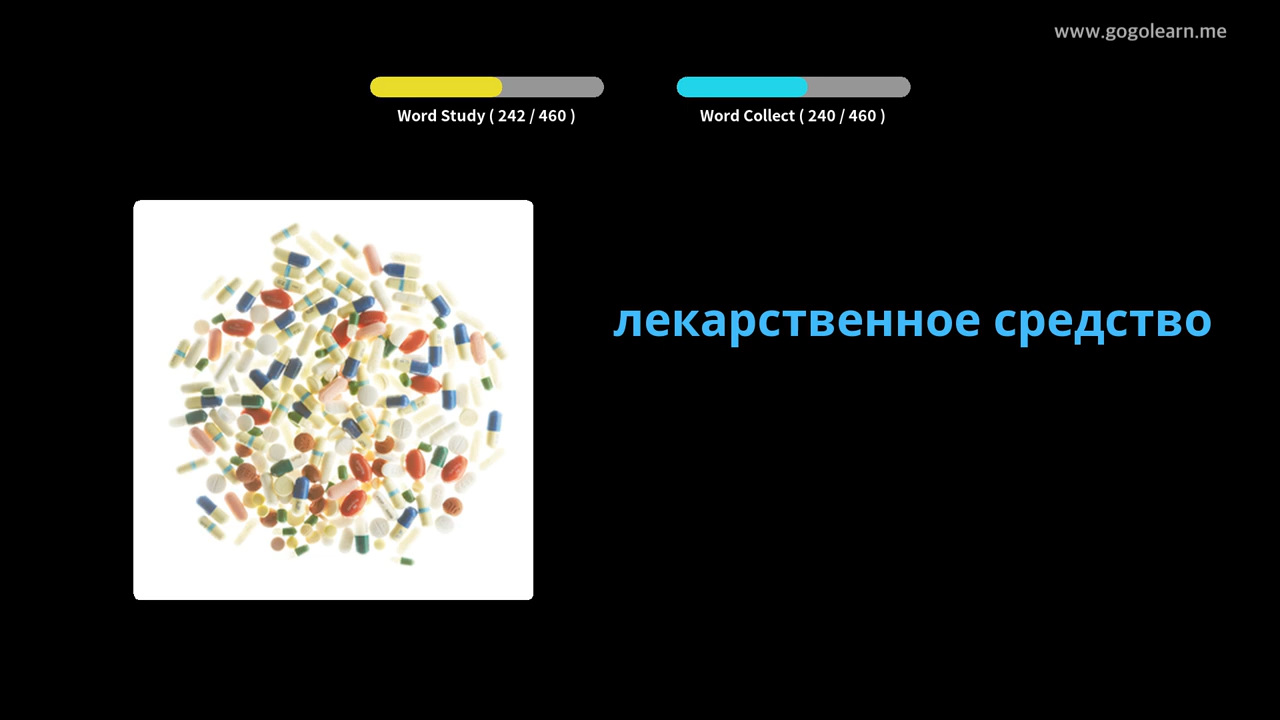 www.gogolearn.me
Word Study ( 242 / 460 )
Word Collect ( 240 / 460 )
лекарственное средство